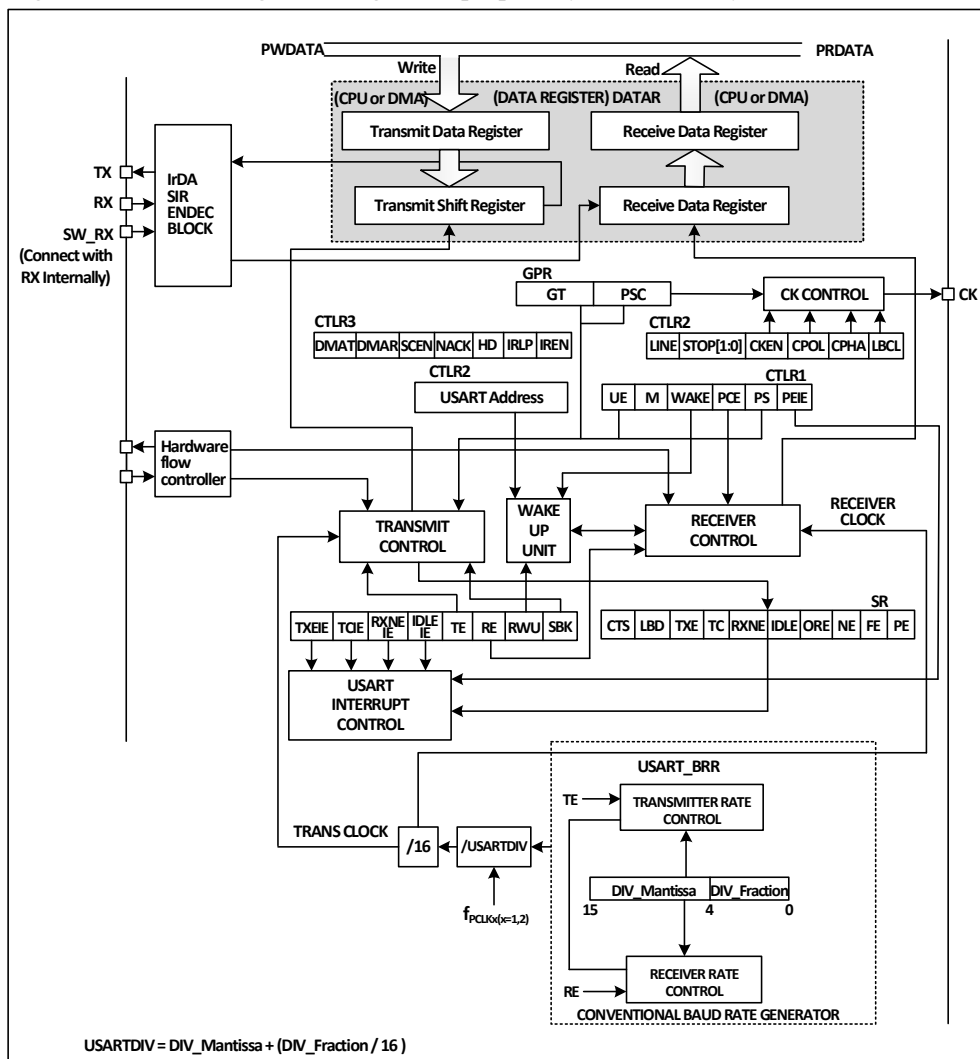 PWDATA
PRDATA
Write
Read
(CPU or DMA)
(DATA REGISTER) DATAR
(CPU or DMA)
Transmit Data Register
Receive Data Register
TX
RX
SW_RX
(Connect with
RX Internally)
IrDA
SIR
ENDEC
BLOCK
Transmit Shift Register
Receive Data Register
GPR
GT
PSC
CK CONTROL
CK
CTLR3
DMAT DMAR SCEN NACK HD IRLP IREN
CTLR2
LINE STOP[1:0] CKEN CPOL CPHA LBCL
CTLR2
USART Address
CTLR1
UE M WAKE PCE PS PEIE
Hardware
flow
controller
TRANSMIT
CONTROL
WAKE
UP
UNIT
RECEIVER
CONTROL
RECEIVER
CLOCK
TXEIE TCIE RXNE IE IDLE IE TE RE RWU SBK
SR
CTS LBD TXE TC RXNE IDLE ORE NE FE PE
USART
INTERRUPT
CONTROL
USART_BRR
TE
TRANSMITTER RATE
CONTROL
TRANS CLOCK
/16
/USARTDIV
fPCLKx(x=1,2)
DIV_Mantissa DIV_Fraction
15 4 0
RECEIVER RATE
CONTROL
RE
CONVENTIONAL BAUD RATE GENERATOR
USARTDIV = DIV_Mantissa + (DIV_Fraction / 16 )